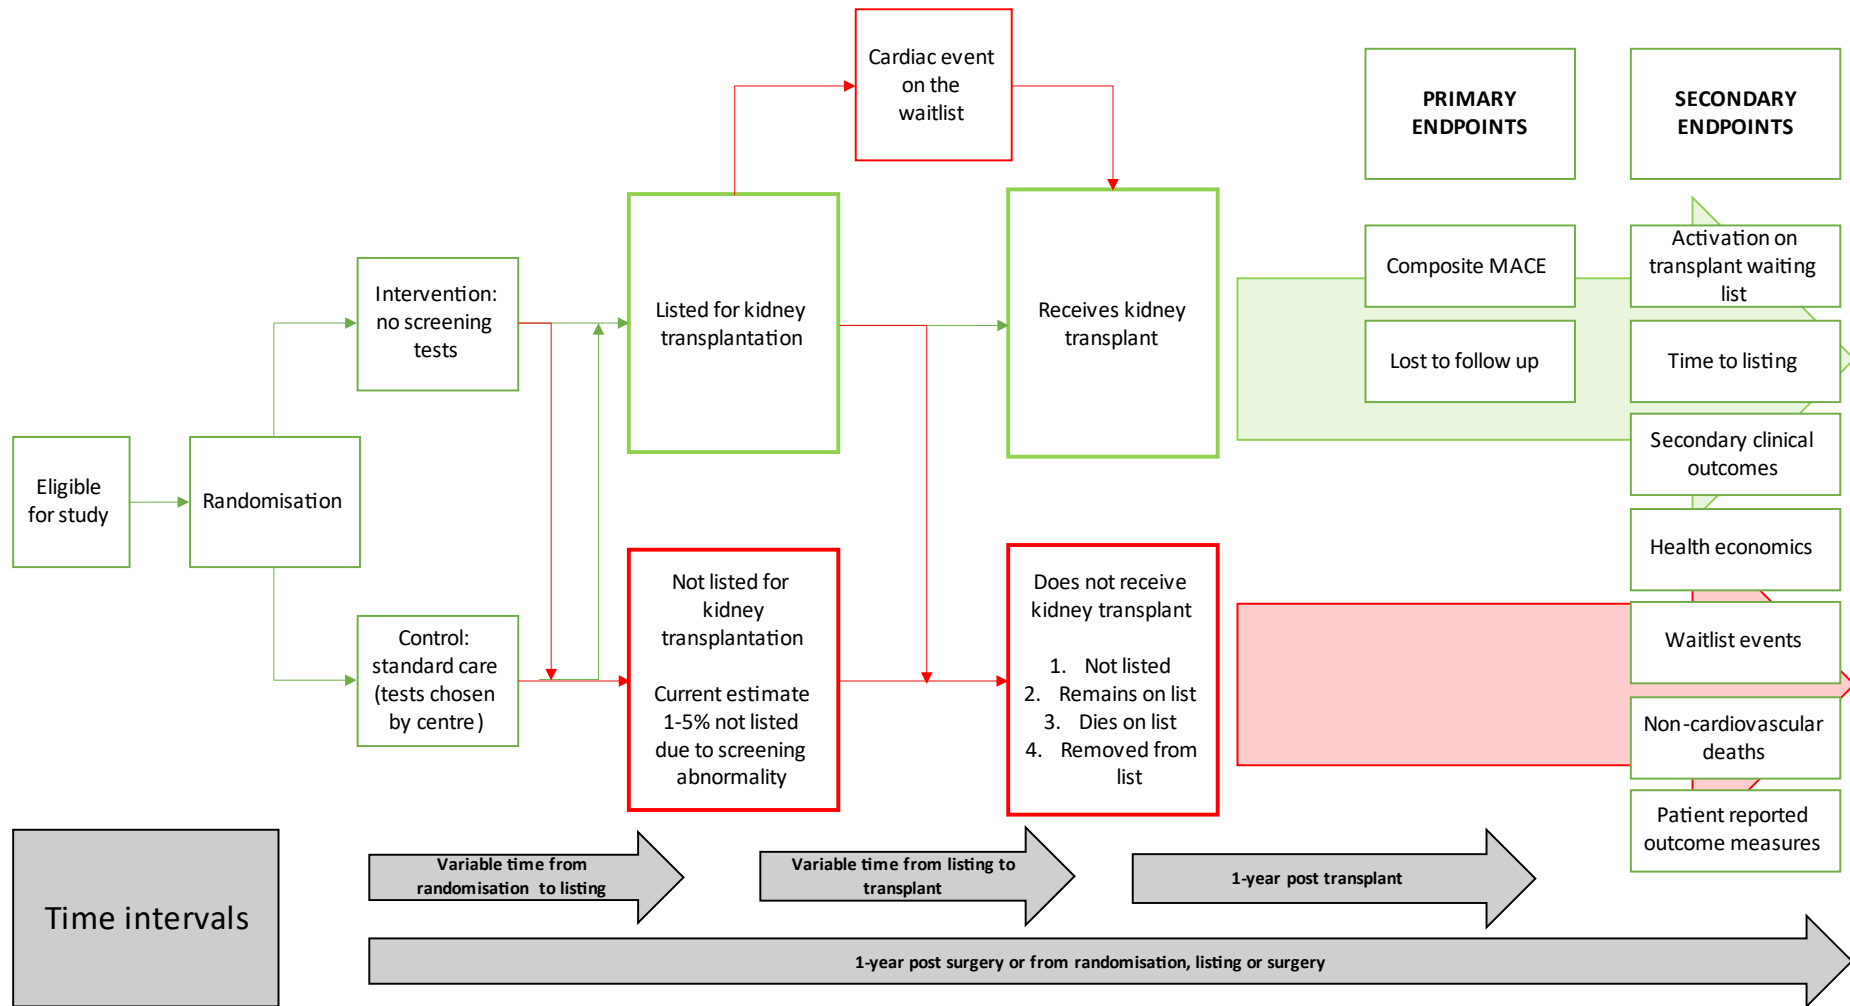 Cardiac event
on the
waitlist
PRIMARY
ENDPOINTS
SECONDARY
ENDPOINTS
Intervention:
no screening
tests
Listed for kidney
transplantation
Receives kidney
transplant
Composite MACE
Lost to follow up
Activation on
transplant waiting
list
Time to listing
Secondary clinical
outcomes
Health economics
Waitlist events
Non-cardiovascular
deaths
Patient reported
outcome measures
Eligible
for study
Randomisation
Control:
standard care
(tests chosen
by centre)
Not listed for
kidney
transplantation
Current estimate
1-5% not listed
due to screening
abnormality
Does not receive
kidney transplant
1. Not listed
2. Remains on list
3. Dies on list
4. Removed from
list
Time intervals
Variable time from
randomisation to listing
Variable time from listing to
transplant
1-year post transplant
1-year post surgery or from randomisation, listing or surgery